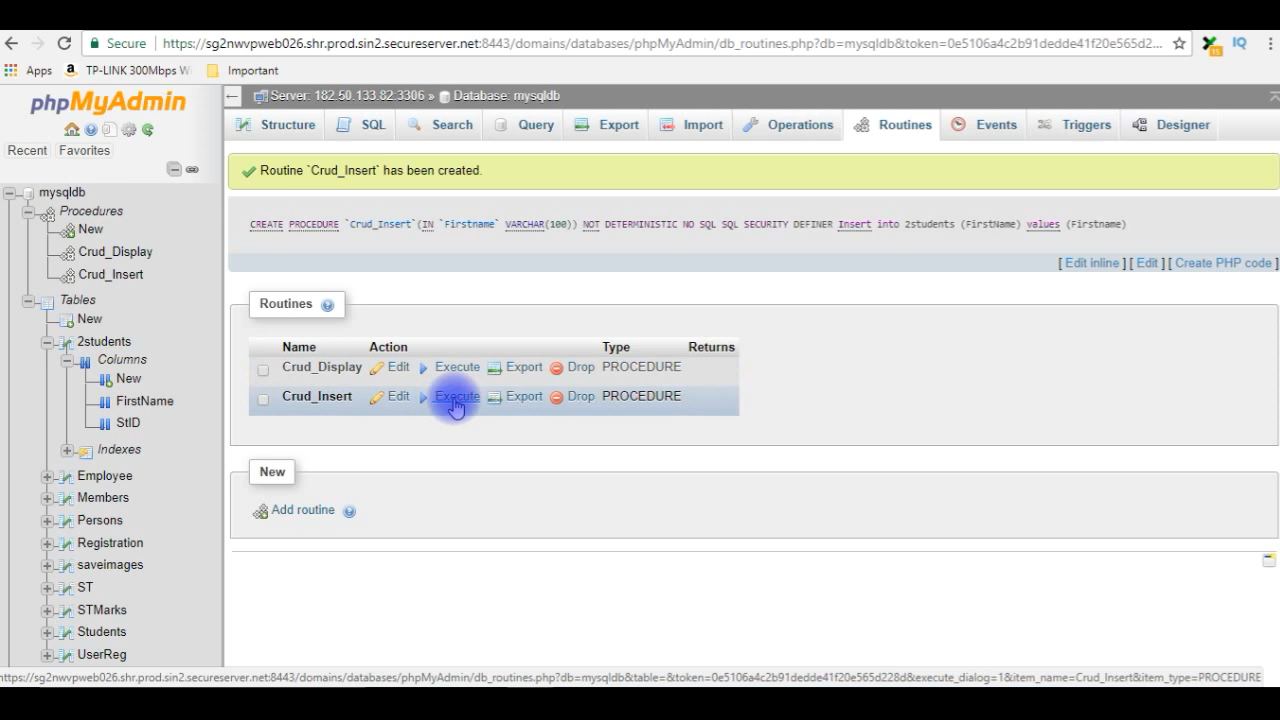 Secure https://sg2nwvpweb026.shr.prod.sin2.secureserver.net:8443/domains/databases/phpMyAdmin/db_routines.php?db=mysqldb&token=0e5106a4c2b91dedde41f20e565d2... IQ
Apps TP-LINK 300Mbps Wi Important
phpMyAdmin
Server: 182.50.133.82:3306 » Database: mysqldb
Structure SQL Search Query Export Import Operations Routines Events Triggers Designer
Recent Favorites
Routine `Crud_Insert` has been created.
mysqldb
Procedures
New
Crud_Display
Crud_Insert
Tables
New
2students
Columns
New
FirstName
StID
Indexes
Employee
Members
Persons
Registration
saveimages
ST
STMarks
Students
UserReg
CREATE PROCEDURE `Crud_Insert`(IN `Firstname` VARCHAR(100)) NOT DETERMINISTIC NO SQL SQL SECURITY DEFINER Insert into 2students (FirstName) values (Firstname)
[ Edit inline ] [ Edit ] [ Create PHP code ]
Routines
Name Action Type Returns
Crud_Display Edit Execute Export Drop PROCEDURE
Crud_Insert Edit Execute Export Drop PROCEDURE
New
Add routine
https://sg2nwvpweb026.shr.prod.sin2.secureserver.net:8443/domains/databases/phpMyAdmin/db_routines.php?db=mysqldb&table=&token=0e5106a4c2b91dedde41f20e565d228d&execute_dialog=1&item_name=Crud_Insert&item_type=PROCEDURE